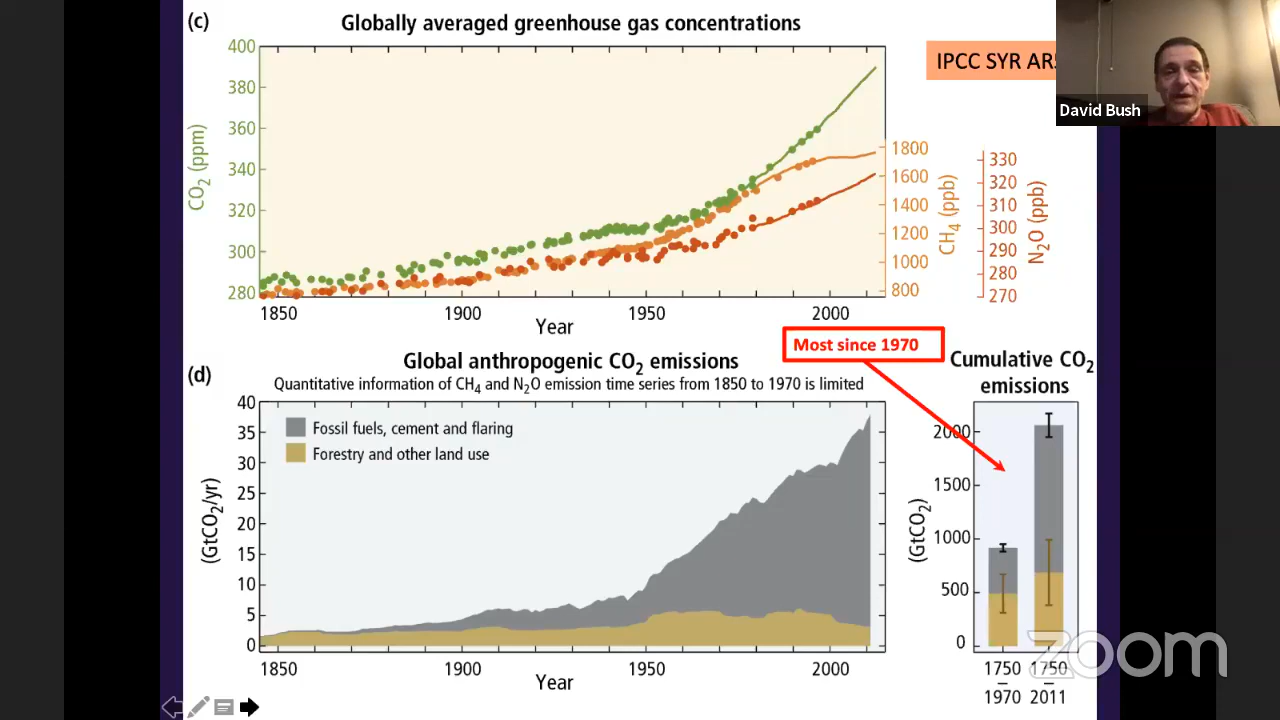 (c)
Globally averaged greenhouse gas concentrations
IPCC SYR AR5
David Bush
400
380
360
340
320
300
280
CO2 (ppm)
1800
1600
1400
1200
1000
800
CH4 (ppb)
330
320
310
300
290
280
270
N2O (ppb)
1850
1900
1950
2000
Year
Most since 1970
(d)
Global anthropogenic CO2 emissions
Quantitative information of CH4 and N2O emission time series from 1850 to 1970 is limited
Fossil fuels, cement and flaring
Forestry and other land use
40
35
30
25
20
15
10
5
0
(GtCO2/yr)
1850
1900
1950
2000
Year
Cumulative CO2
emissions
2000
1500
1000
500
0
(GtCO2)
1750
–
1970
1750
–
2011
zoom